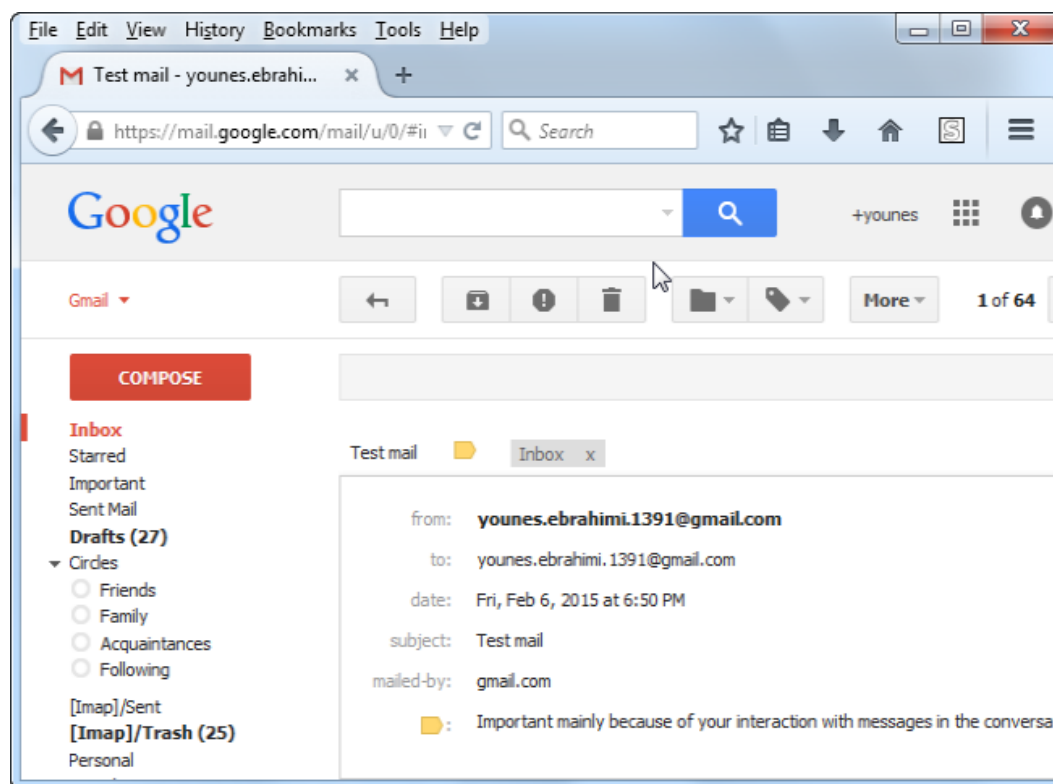 File Edit View History Bookmarks Tools Help
Test mail - younes.ebrahi...
https://mail.google.com/mail/u/0/#i
Search
S
Google
+younes
Gmail
More
1 of 64
COMPOSE
Inbox
Starred
Important
Sent Mail
Drafts (27)
Circles
Friends
Family
Acquaintances
Following
[Imap]/Sent
[Imap]/Trash (25)
Personal
Test mail
Inbox x
from: younes.ebrahimi.1391@gmail.com
to: younes.ebrahimi.1391@gmail.com
date: Fri, Feb 6, 2015 at 6:50 PM
subject: Test mail
mailed-by: gmail.com
: Important mainly because of your interaction with messages in the conversa